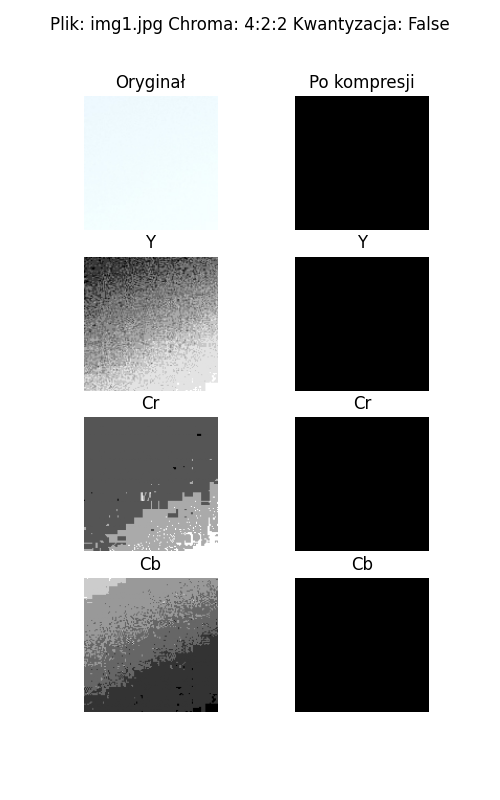 Plik: img1.jpg Chroma: 4:2:2 Kwantyzacja: False
Oryginał
Po kompresji
Y
Y
Cr
Cr
Cb
Cb